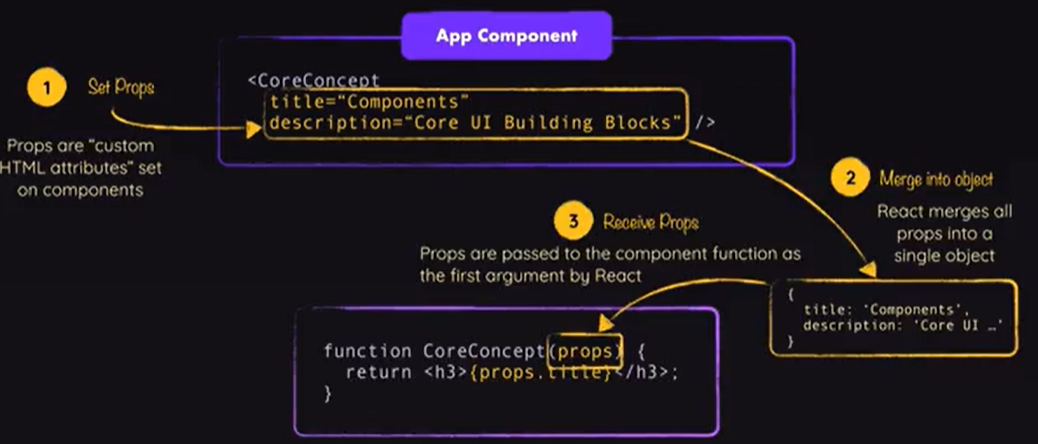 App Component
1 Set Props
Props are “custom
HTML attributes” set
on components
<CoreConcept
title=“Components”
description=“Core UI Building Blocks” />
2 Merge into object
React merges all
props into a
single object
{
title: ‘Components’,
description: ‘Core UI …’
}
3 Receive Props
Props are passed to the component function as
the first argument by React
function CoreConcept(props) {
return <h3>{props.title}</h3>;
}